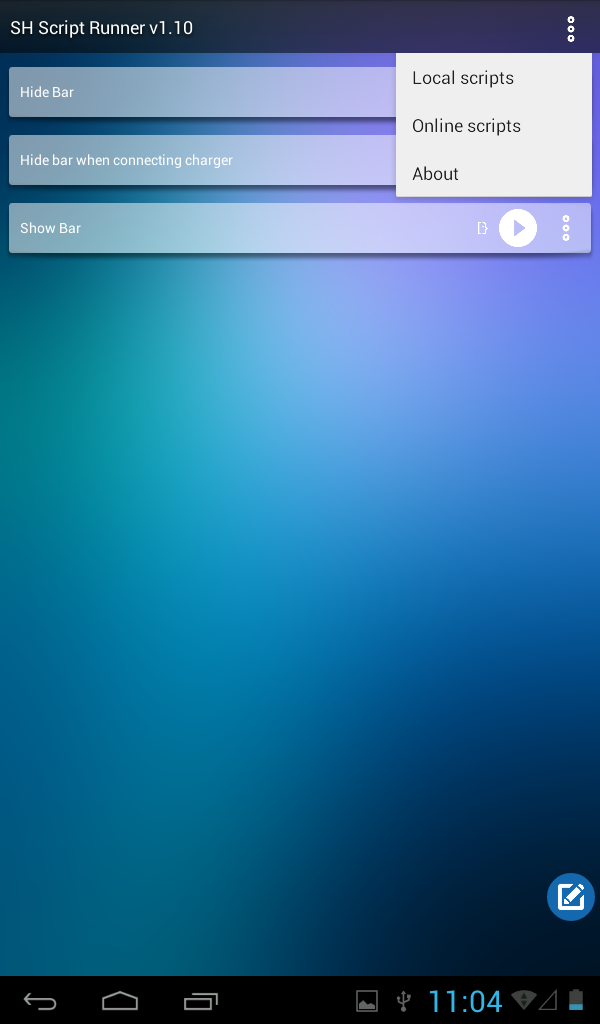 SH Script Runner v1.10
Local scripts
Online scripts
About
Hide Bar
Hide bar when connecting charger
Show Bar
11:04